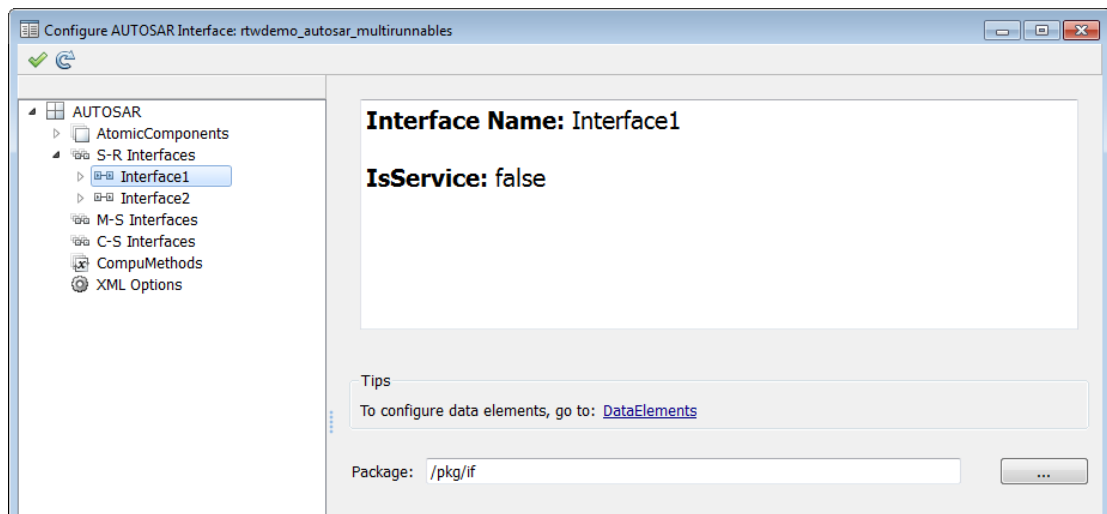 Configure AUTOSAR Interface: rtwdemo_autosar_multirunnables
AUTOSAR
AtomicComponents
S-R Interfaces
Interface1
Interface2
M-S Interfaces
C-S Interfaces
CompuMethods
XML Options
Interface Name: Interface1
IsService: false
Tips
To configure data elements, go to: DataElements
Package: /pkg/if ...